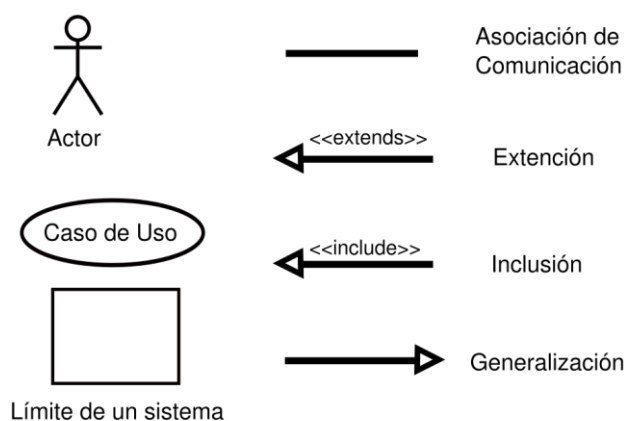 Actor
Caso de Uso
Límite de un sistema
Asociación de
Comunicación
<<extends>>
Extención
<<include>>
Inclusión
Generalización